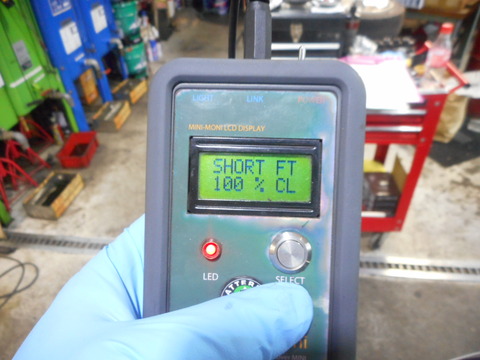 LIGHT LINK
MINI-MONI LCD DISPLAY
SHORT FT
100 % CL
LED
SELECT